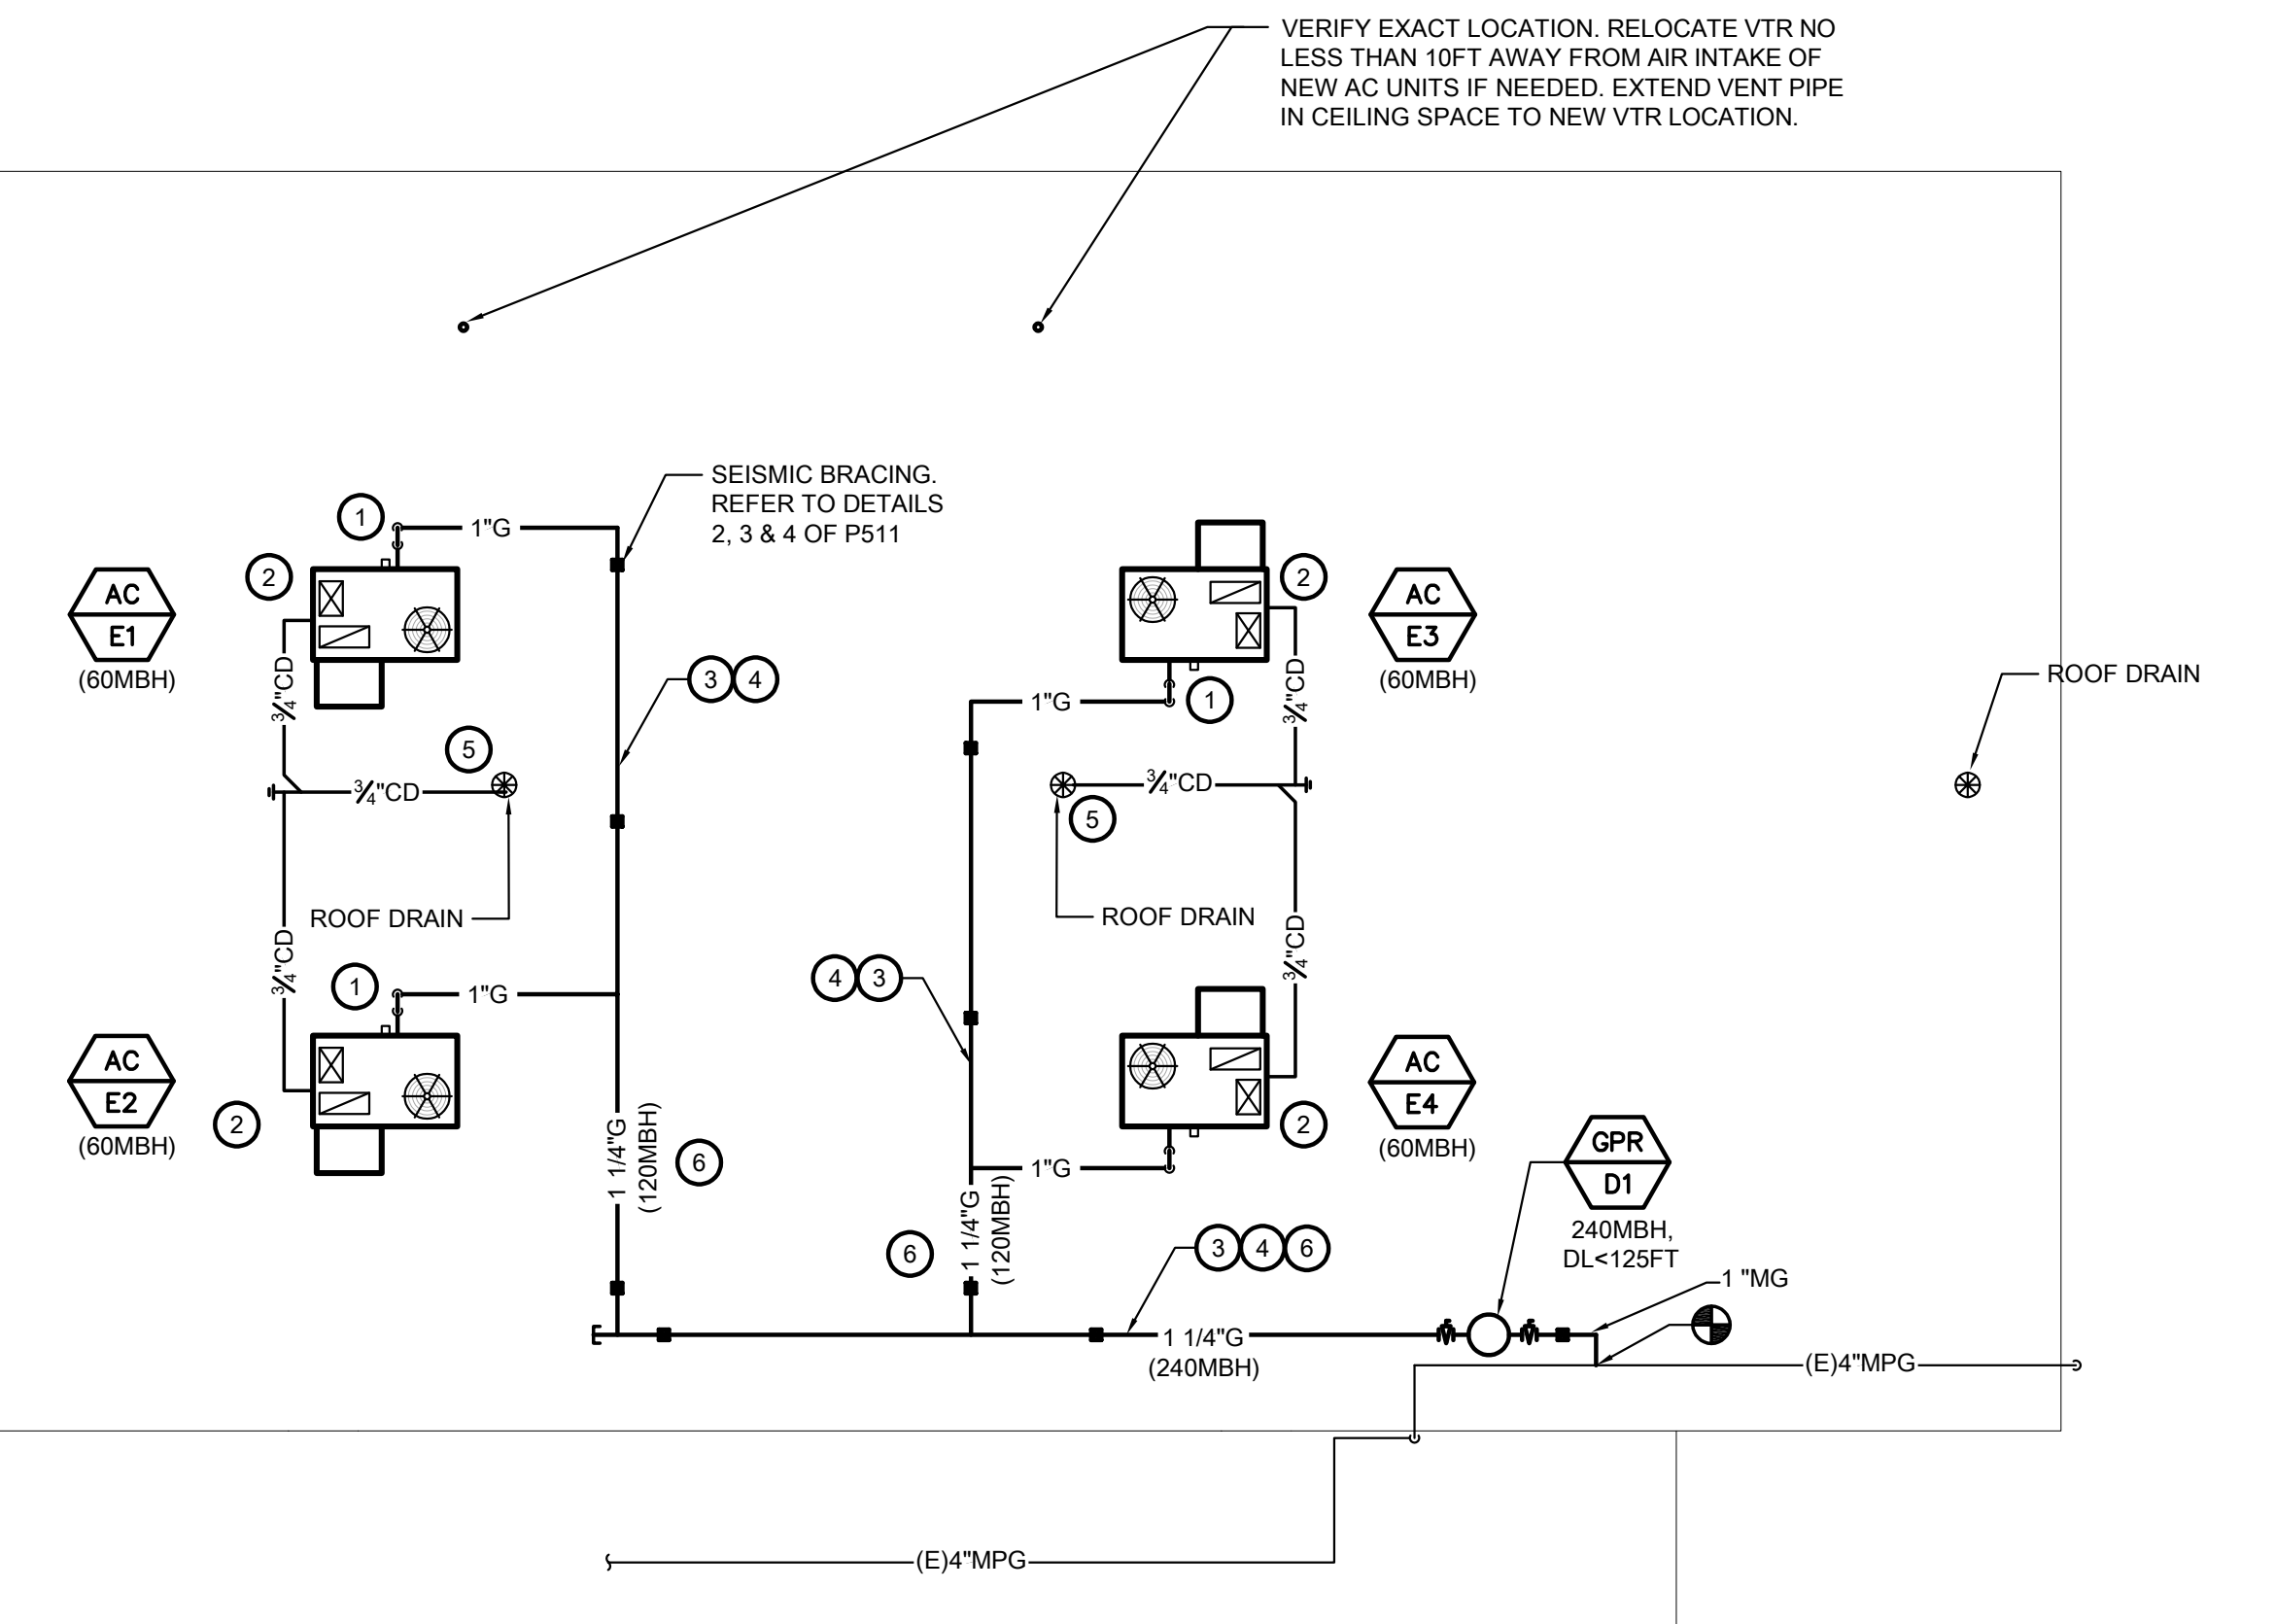 VERIFY EXACT LOCATION. RELOCATE VTR NO
LESS THAN 10FT AWAY FROM AIR INTAKE OF
NEW AC UNITS IF NEEDED. EXTEND VENT PIPE
IN CEILING SPACE TO NEW VTR LOCATION.
SEISMIC BRACING.
REFER TO DETAILS
2, 3 & 4 OF P511
1
1"G
2
AC
E1
(60MBH)
3/4"CD
3 4
5
3/4"CD
ROOF DRAIN
3/4"CD
1
1"G
AC
E2
(60MBH)
2
1 1/4"G
(120MBH)
6
2
AC
E3
(60MBH)
1"G
1
3/4"CD
ROOF DRAIN
3/4"CD
5
ROOF DRAIN
3/4"CD
4 3
AC
E4
(60MBH)
2
1"G
1 1/4"G
(120MBH)
6
3 4 6
GPR
D1
240MBH,
DL<125FT
1 "MG
1 1/4"G
(240MBH)
(E)4"MPG
(E)4"MPG